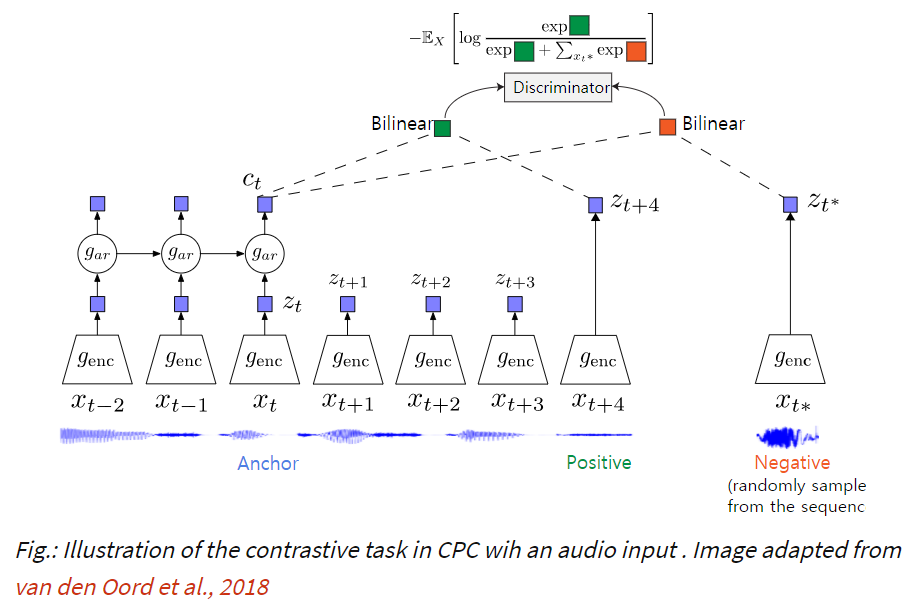 −𝔼_X [log exp / exp + ∑_{x_{t*}} exp]
Discriminator
Bilinear Bilinear
c_t
z_{t+4} z_{t*}
g_ar g_ar g_ar
z_{t+1} z_{t+2} z_{t+3}
z_t
g_enc g_enc g_enc g_enc g_enc g_enc g_enc g_enc
x_{t−2} x_{t−1} x_t x_{t+1} x_{t+2} x_{t+3} x_{t+4} x_{t*}
Anchor Positive Negative
(randomly sample
from the sequenc
Fig.: Illustration of the contrastive task in CPC wih an audio input . Image adapted from
van den Oord et al., 2018